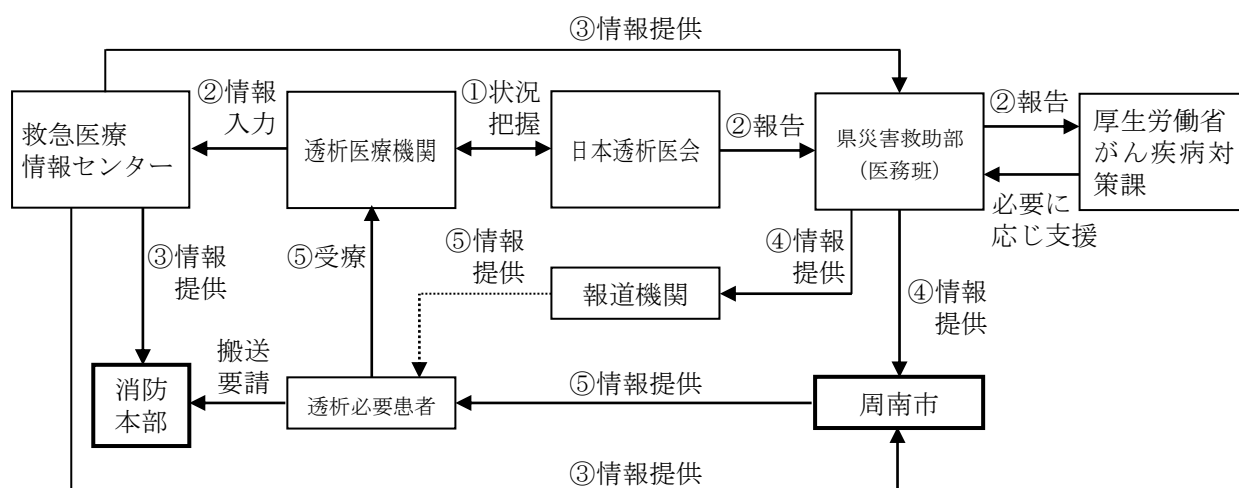 ③情報提供
救急医療
情報センター
②情報
入力
透析医療機関
①状況
把握
日本透析医会
②報告
県災害救助部
（医務班）
②報告
厚生労働省
がん疾病対
策課
必要に
応じ支援
③情報
提供
⑤受療
⑤情報
提供
④情報
提供
報道機関
④情報
提供
消防
本部
搬送
要請
透析必要患者
⑤情報提供
周南市
③情報提供